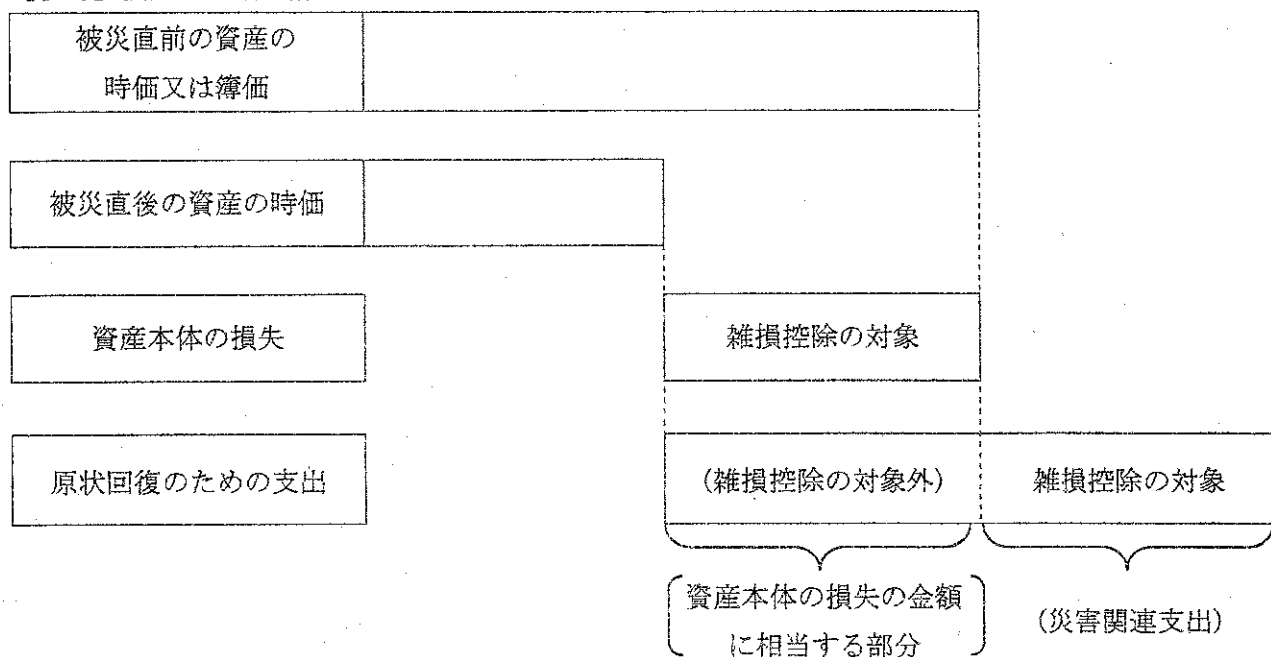 被災直前の資産の
時価又は簿価
被災直後の資産の時価
資産本体の損失
雑損控除の対象
原状回復のための支出
(雑損控除の対象外)
雑損控除の対象
資産本体の損失の金額
に相当する部分
(災害関連支出)